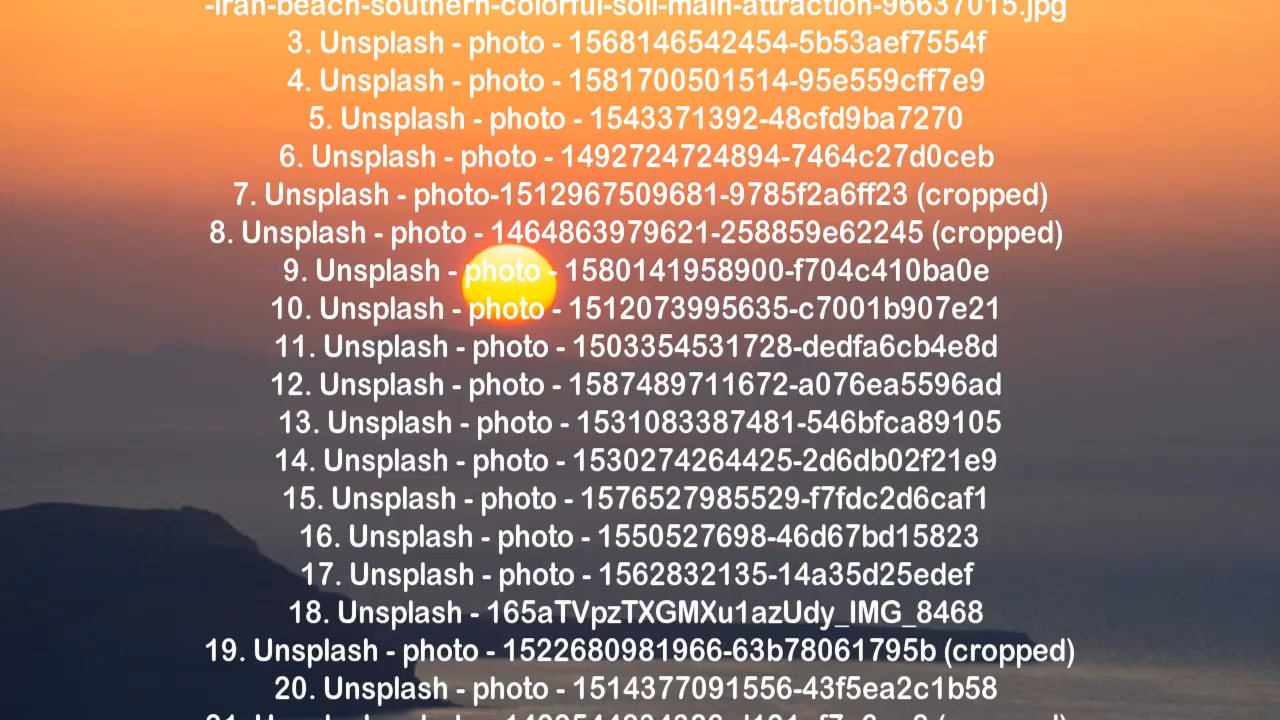 -iran-beach-southern-colorful-soil-main-attraction-96637015.jpg
3. Unsplash - photo - 1568146542454-5b53aef7554f
4. Unsplash - photo - 1581700501514-95e559cff7e9
5. Unsplash - photo - 1543371392-48cfd9ba7270
6. Unsplash - photo - 1492724724894-7464c27d0ceb
7. Unsplash - photo-1512967509681-9785f2a6ff23 (cropped)
8. Unsplash - photo - 1464863979621-258859e62245 (cropped)
9. Unsplash - photo - 1580141958900-f704c410ba0e
10. Unsplash - photo - 1512073995635-c7001b907e21
11. Unsplash - photo - 1503354531728-dedfa6cb4e8d
12. Unsplash - photo - 1587489711672-a076ea5596ad
13. Unsplash - photo - 1531083387481-546bfca89105
14. Unsplash - photo - 1530274264425-2d6db02f21e9
15. Unsplash - photo - 1576527985529-f7fdc2d6caf1
16. Unsplash - photo - 1550527698-46d67bd15823
17. Unsplash - photo - 1562832135-14a35d25edef
18. Unsplash - 165aTVpzTXGMXu1azUdy_IMG_8468
19. Unsplash - photo - 1522680981966-63b78061795b (cropped)
20. Unsplash - photo - 1514377091556-43f5ea2c1b58